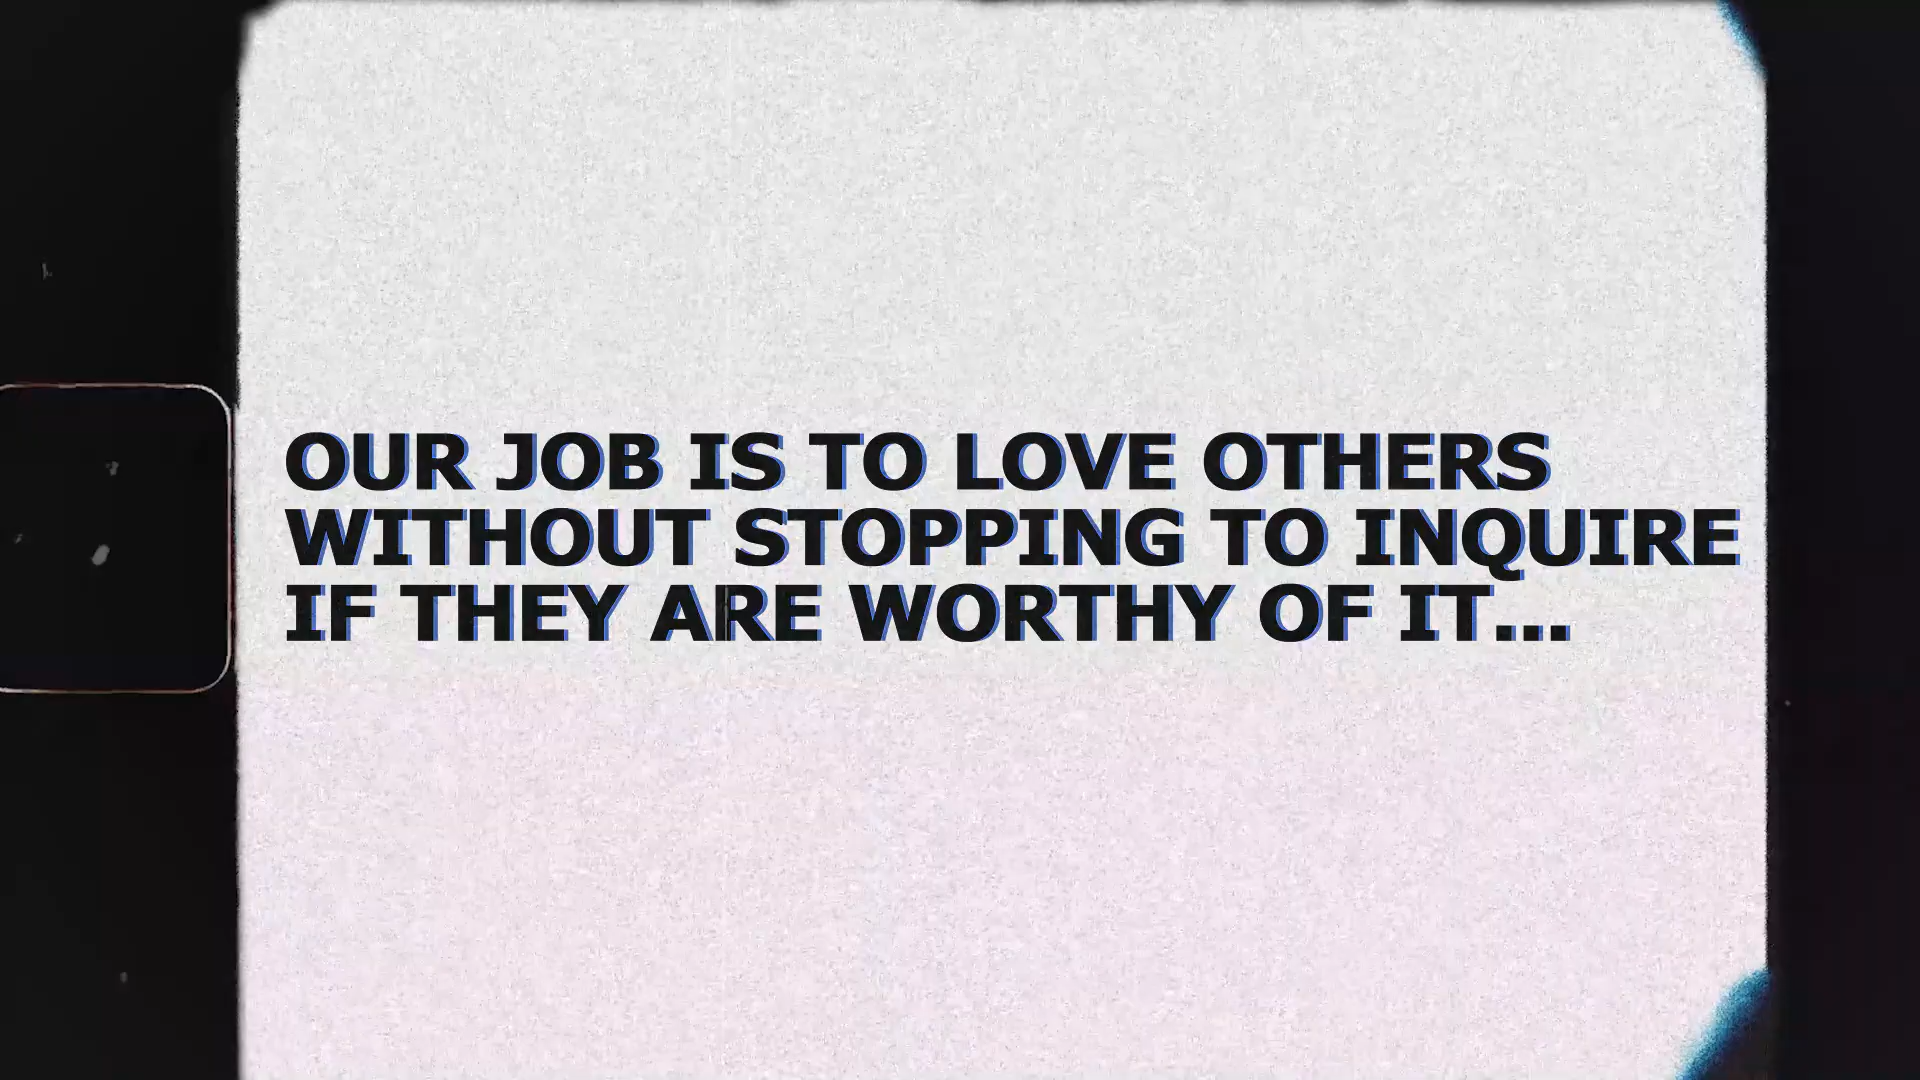 OUR JOB IS TO LOVE OTHERS
WITHOUT STOPPING TO INQUIRE
IF THEY ARE WORTHY OF IT...